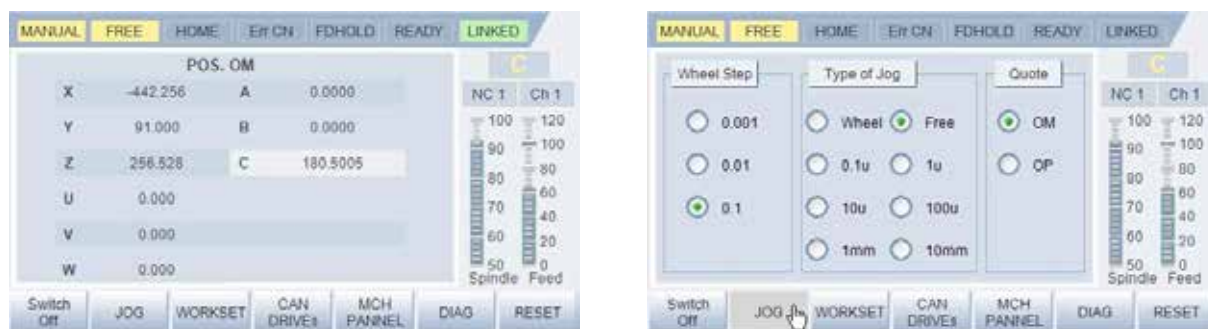 MANUAL FREE HOME Err CN FDHOLD READY LINKED
POS. OM
C
X -442.256 A 0.0000
NC 1 Ch 1
Y 91.000 B 0.0000
100 120
90 100
Z 256.528 C 180.5005
80 80
U 0.000
70 60
40
V 0.000
60 20
W 0.000
50 0
Spindle Feed
Switch Off JOG WORKSET CAN DRIVEs MCH PANNEL DIAG RESET
MANUAL FREE HOME Err CN FDHOLD READY LINKED
Wheel Step Type of Jog Quote
C
NC 1 Ch 1
0.001 Wheel Free OM
100 120
90 100
0.01 0.1u 1u OP
80 80
0.1 10u 100u
70 60
40
1mm 10mm
60 20
50 0
Spindle Feed
Switch Off JOG WORKSET CAN DRIVEs MCH PANNEL DIAG RESET